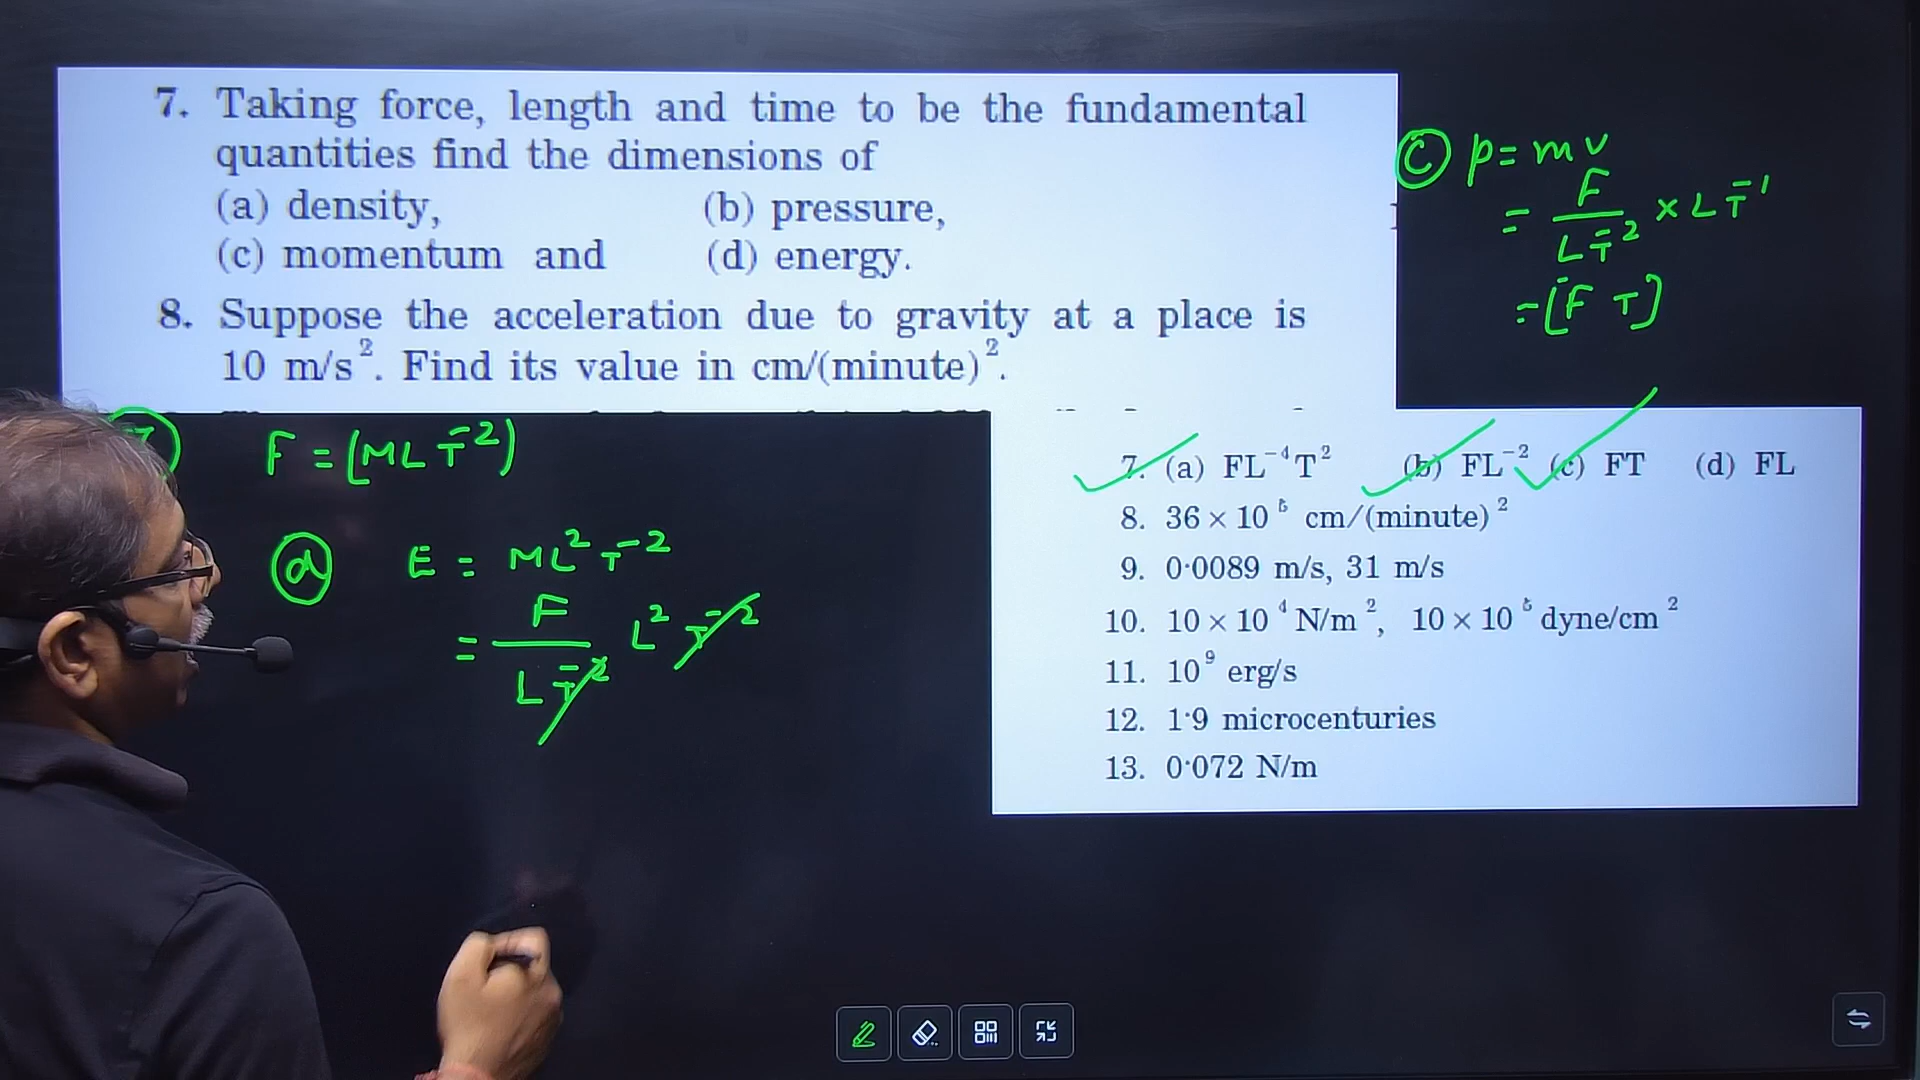 7. Taking force, length and time to be the fundamental
quantities find the dimensions of
(a) density, (b) pressure,
(c) momentum and (d) energy.
8. Suppose the acceleration due to gravity at a place is
10 m/s². Find its value in cm/(minute)².
Ⓒ p = mv
= F / LT⁻² × LT⁻¹
= [F T]
F = [MLT⁻²]
ⓓ E = ML²T⁻²
= F / LT⁻² L² T⁻²
7. (a) FL⁻⁴T² (b) FL⁻² (c) FT (d) FL
8. 36 × 10⁵ cm/(minute)²
9. 0·0089 m/s, 31 m/s
10. 10 × 10⁴ N/m², 10 × 10⁵ dyne/cm²
11. 10⁹ erg/s
12. 1·9 microcenturies
13. 0·072 N/m